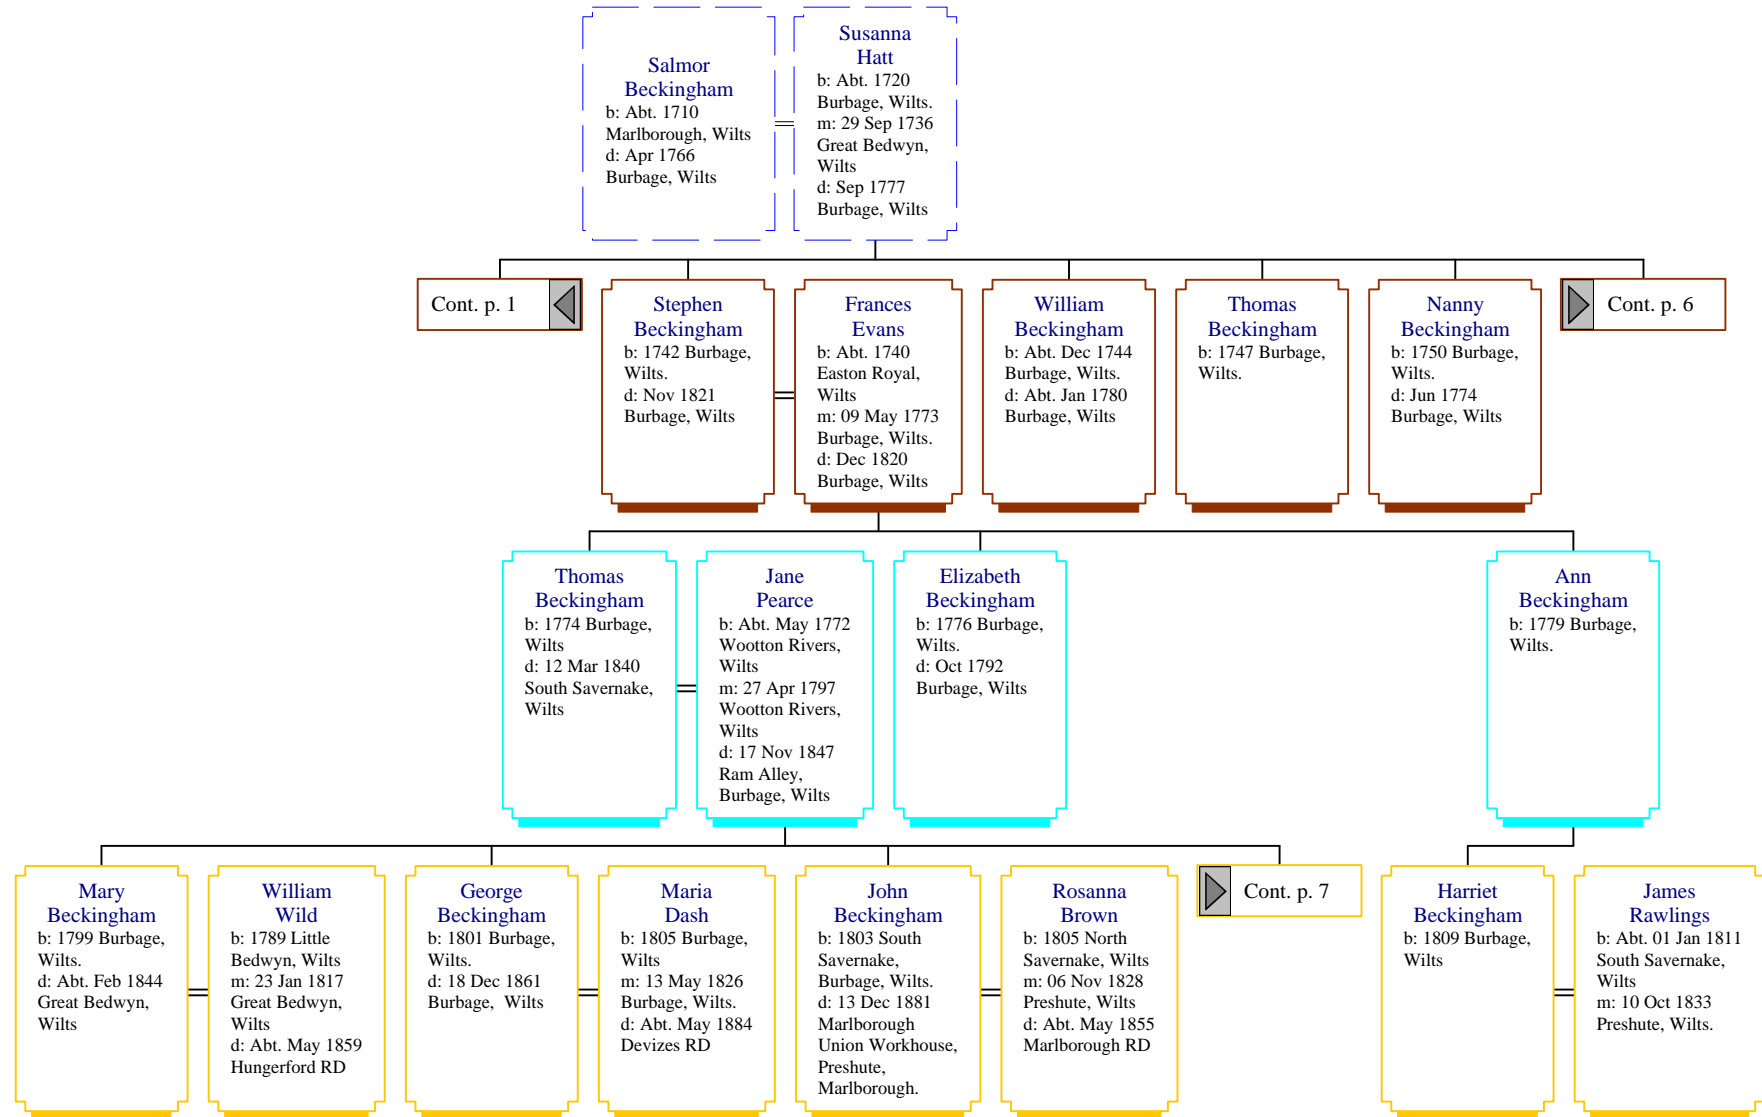 Salmor
Beckingham
b: Abt. 1710
Marlborough, Wilts
d: Apr 1766
Burbage, Wilts
Susanna
Hatt
b: Abt. 1720
Burbage, Wilts.
m: 29 Sep 1736
Great Bedwyn,
Wilts
d: Sep 1777
Burbage, Wilts
Cont. p. 1
Stephen
Beckingham
b: 1742 Burbage,
Wilts.
d: Nov 1821
Burbage, Wilts
Frances
Evans
b: Abt. 1740
Easton Royal,
Wilts
m: 09 May 1773
Burbage, Wilts.
d: Dec 1820
Burbage, Wilts
William
Beckingham
b: Abt. Dec 1744
Burbage, Wilts.
d: Abt. Jan 1780
Burbage, Wilts
Thomas
Beckingham
b: 1747 Burbage,
Wilts.
Nanny
Beckingham
b: 1750 Burbage,
Wilts.
d: Jun 1774
Burbage, Wilts
Cont. p. 6
Thomas
Beckingham
b: 1774 Burbage,
Wilts
d: 12 Mar 1840
South Savernake,
Wilts
Jane
Pearce
b: Abt. May 1772
Wootton Rivers,
Wilts
m: 27 Apr 1797
Wootton Rivers,
Wilts
d: 17 Nov 1847
Ram Alley,
Burbage, Wilts
Elizabeth
Beckingham
b: 1776 Burbage,
Wilts.
d: Oct 1792
Burbage, Wilts
Ann
Beckingham
b: 1779 Burbage,
Wilts.
Mary
Beckingham
b: 1799 Burbage,
Wilts.
d: Abt. Feb 1844
Great Bedwyn,
Wilts
William
Wild
b: 1789 Little
Bedwyn, Wilts
m: 23 Jan 1817
Great Bedwyn,
Wilts
d: Abt. May 1859
Hungerford RD
George
Beckingham
b: 1801 Burbage,
Wilts.
d: 18 Dec 1861
Burbage,  Wilts
Maria
Dash
b: 1805 Burbage,
Wilts
m: 13 May 1826
Burbage, Wilts.
d: Abt. May 1884
Devizes RD
John
Beckingham
b: 1803 South
Savernake,
Burbage, Wilts.
d: 13 Dec 1881
Marlborough
Union Workhouse,
Preshute,
Marlborough.
Rosanna
Brown
b: 1805 North
Savernake, Wilts
m: 06 Nov 1828
Preshute, Wilts
d: Abt. May 1855
Marlborough RD
Cont. p. 7
Harriet
Beckingham
b: 1809 Burbage,
Wilts
James
Rawlings
b: Abt. 01 Jan 1811
South Savernake,
Wilts
m: 10 Oct 1833
Preshute, Wilts.